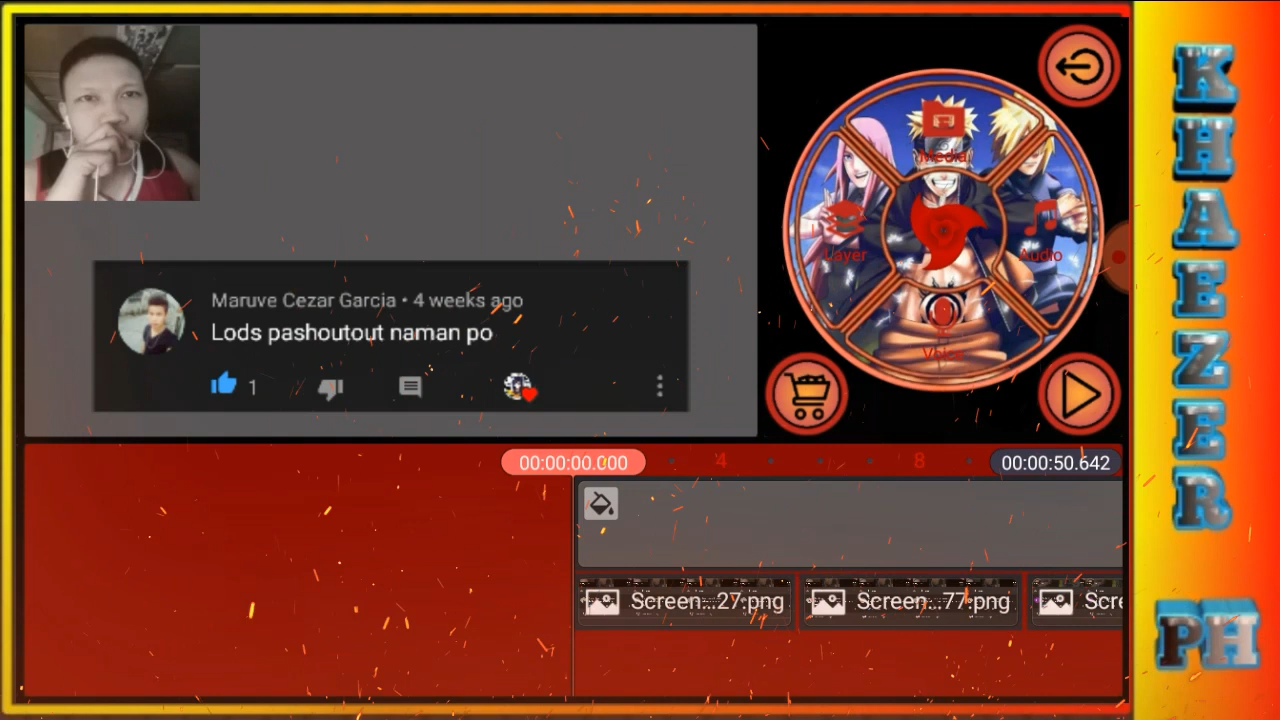 Maruve Cezar Garcia • 4 weeks ago
Lods pashoutout naman po
1
Media
Layer
Audio
Voice
00:00:00.000
4
8
00:00:50.642
Screen...27.png
Screen...77.png
Scre
KHAEZER
PH